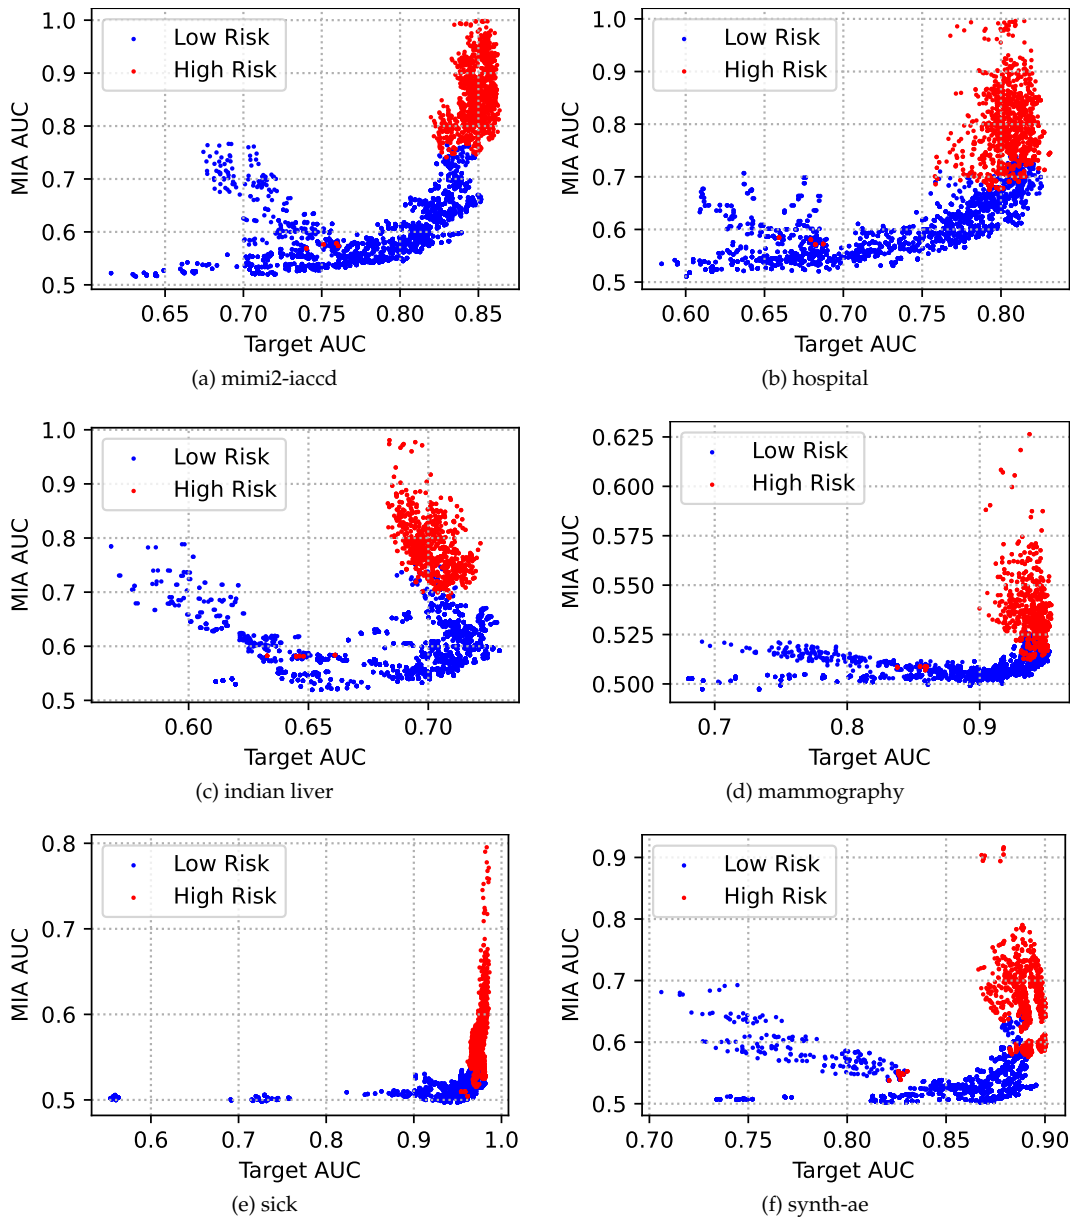 Low Risk
High Risk
1.0
0.9
0.8
0.7
0.6
0.5
MIA AUC
0.65
0.70
0.75
0.80
0.85
Target AUC
(a) mimi2-iaccd
Low Risk
High Risk
1.0
0.9
0.8
0.7
0.6
0.5
MIA AUC
0.60
0.65
0.70
0.75
0.80
Target AUC
(b) hospital
Low Risk
High Risk
1.0
0.9
0.8
0.7
0.6
0.5
MIA AUC
0.60
0.65
0.70
Target AUC
(c) indian liver
Low Risk
High Risk
0.625
0.600
0.575
0.550
0.525
0.500
MIA AUC
0.7
0.8
0.9
Target AUC
(d) mammography
Low Risk
High Risk
0.8
0.7
0.6
0.5
MIA AUC
0.6
0.7
0.8
0.9
1.0
Target AUC
(e) sick
Low Risk
High Risk
0.9
0.8
0.7
0.6
0.5
MIA AUC
0.70
0.75
0.80
0.85
0.90
Target AUC
(f) synth-ae